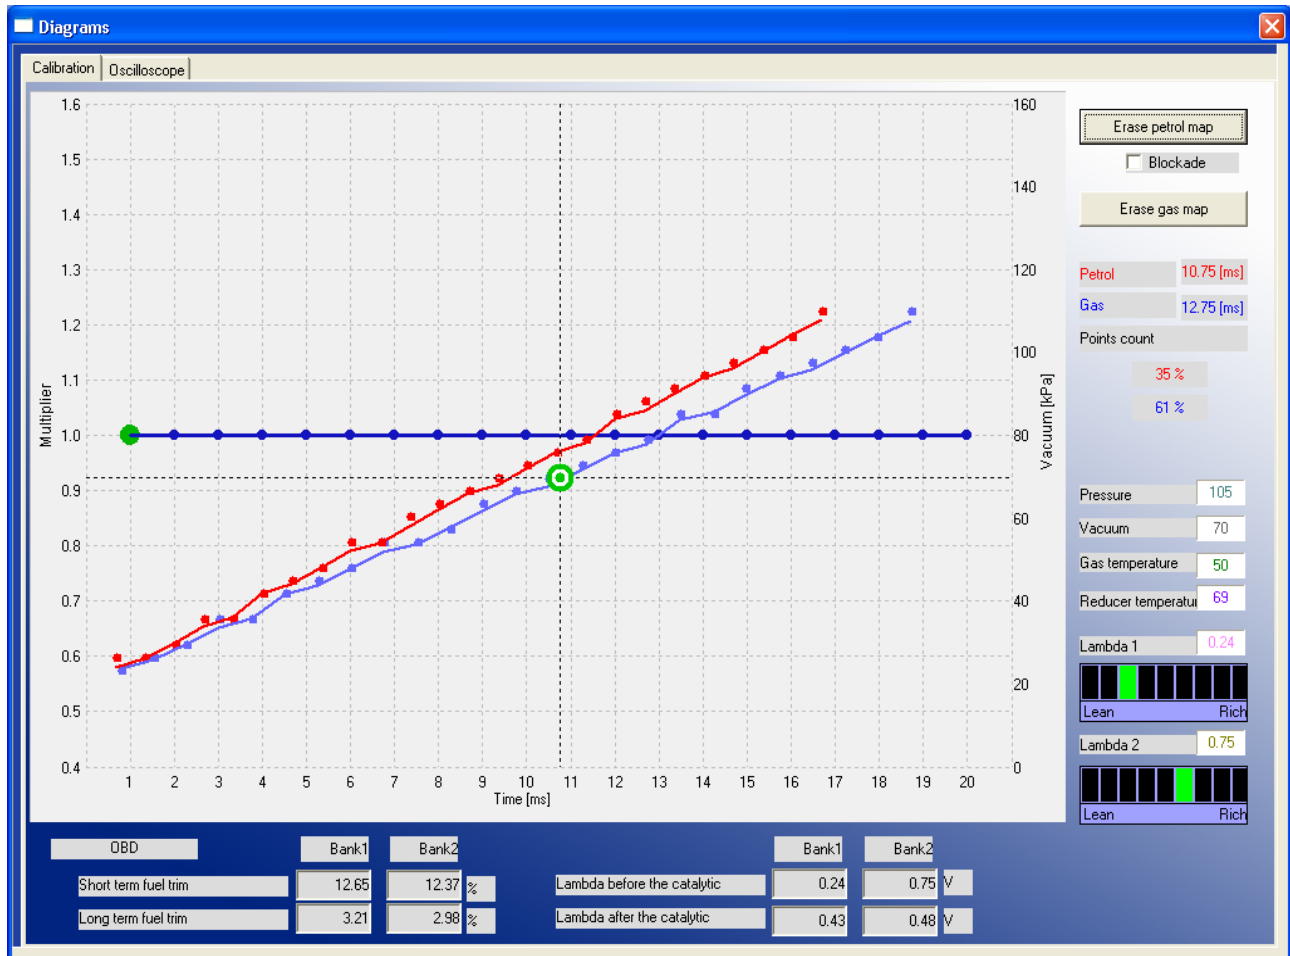 Diagrams
Calibration Oscilloscope
1.6
1.5
1.4
1.3
1.2
1.1
1.0
0.9
0.8
0.7
0.6
0.5
0.4
Multiplier
160
140
120
100
80
60
40
20
0
Vacuum [kPa]
1 2 3 4 5 6 7 8 9 10 11 12 13 14 15 16 17 18 19 20
Time [ms]
Erase petrol map
Blockade
Erase gas map
Petrol 10.75 [ms]
Gas 12.75 [ms]
Points count
35 %
61 %
Pressure 105
Vacuum 70
Gas temperature 50
Reducer temperatu 69
Lambda 1 0.24
Lean Rich
Lambda 2 0.75
Lean Rich
OBD Bank1 Bank2 Bank1 Bank2
Short term fuel trim 12.65 12.37 % Lambda before the catalytic 0.24 0.75 V
Long term fuel trim 3.21 2.98 % Lambda after the catalytic 0.43 0.48 V